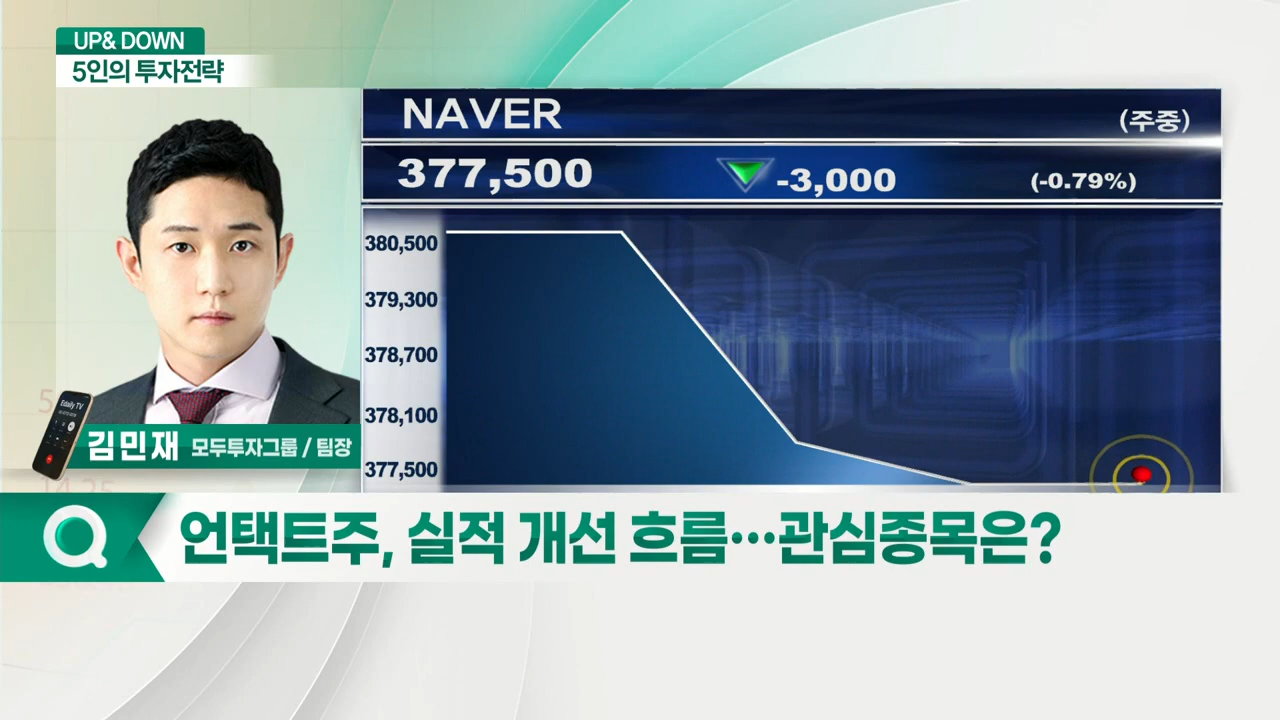 UP& DOWN
5인의 투자전략
NAVER
(주중)
377,500
-3,000
(-0.79%)
380,500
379,300
378,700
378,100
377,500
Edaily TV
김민재 모두투자그룹 / 팀장
언택트주, 실적 개선 흐름…관심종목은?